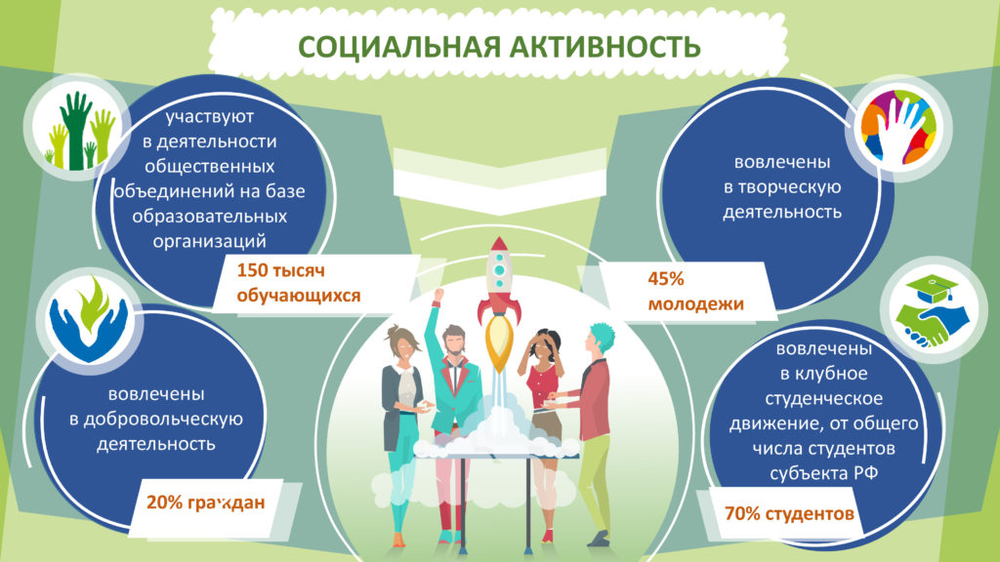 СОЦИАЛЬНАЯ АКТИВНОСТЬ
участвуют
в деятельности
общественных
объединений на базе
образовательных
организаций
150 тысяч
обучающихся
вовлечены
в творческую
деятельность
45%
молодежи
вовлечены
в добровольческую
деятельность
20% граждан
вовлечены
в клубное
студенческое
движение, от общего
числа студентов
субъекта РФ
70% студентов